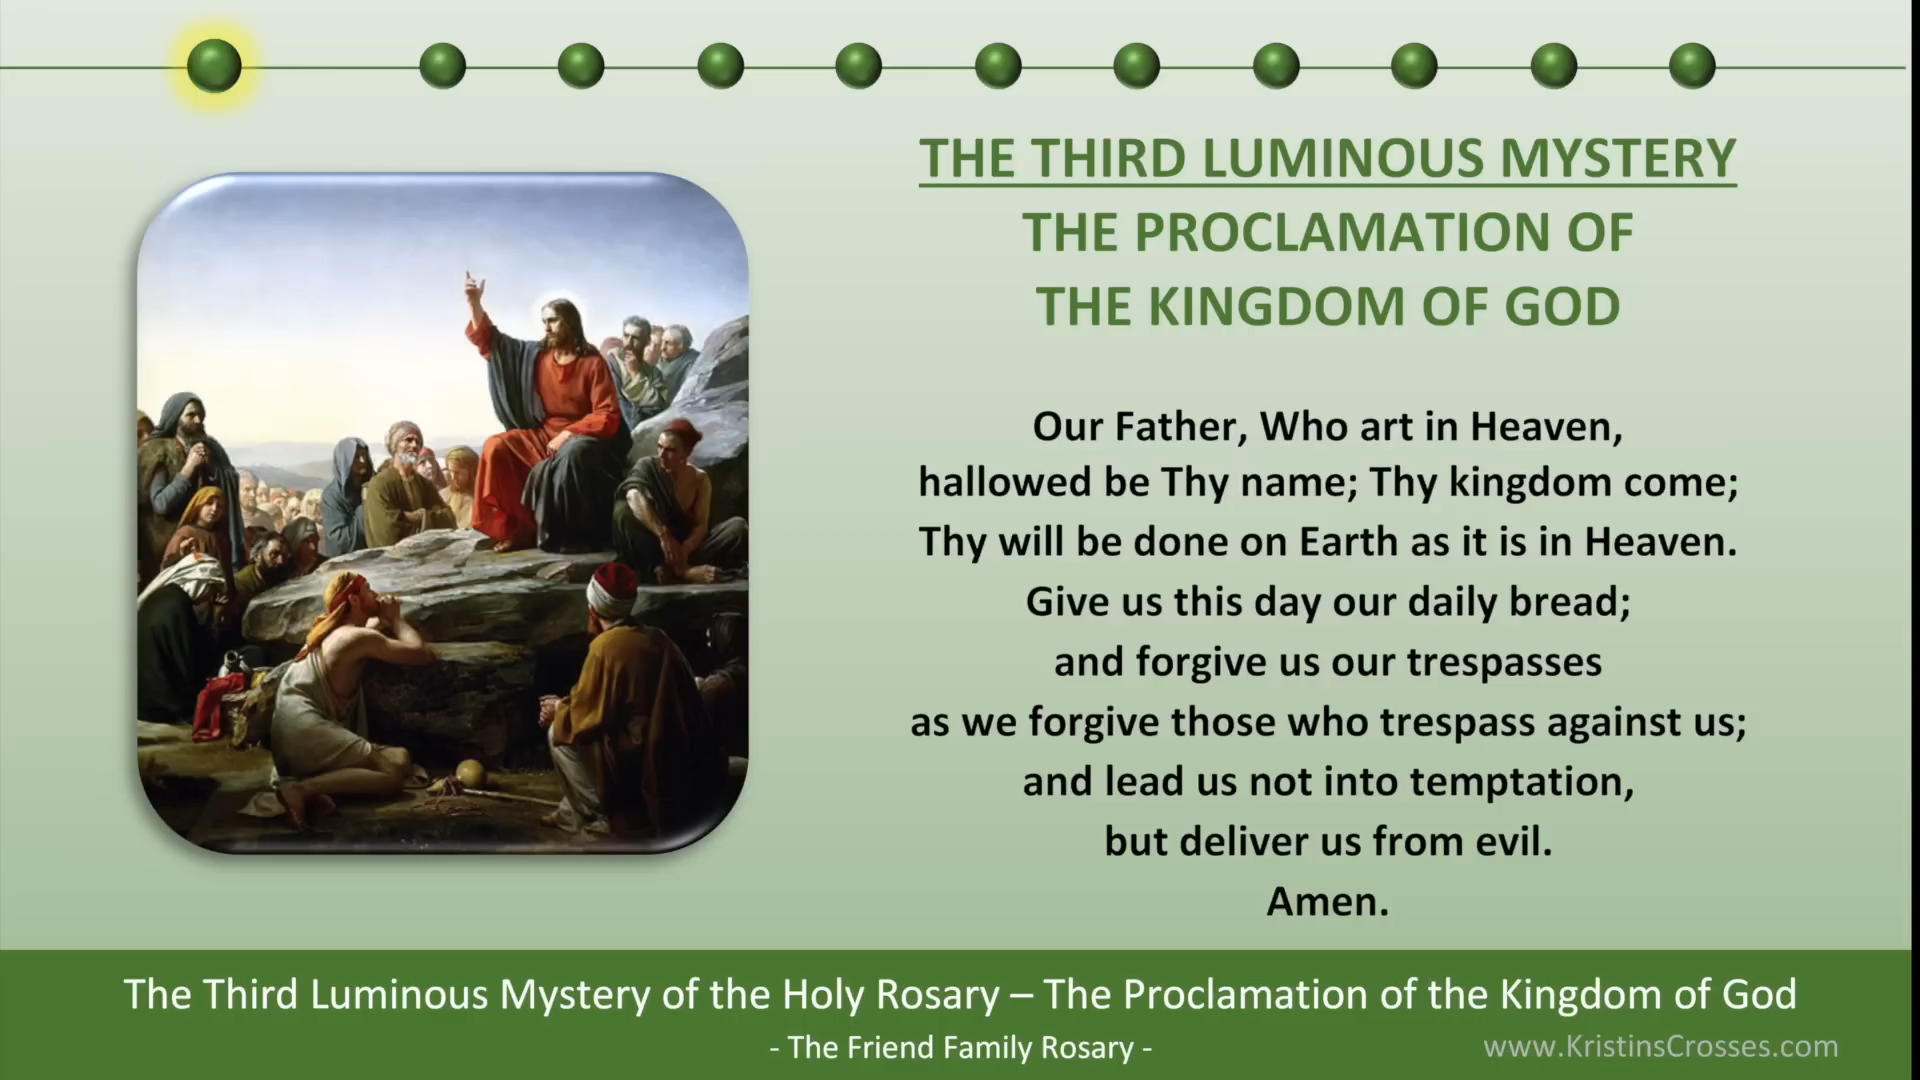 THE THIRD LUMINOUS MYSTERY
THE PROCLAMATION OF
THE KINGDOM OF GOD
Our Father, Who art in Heaven,
hallowed be Thy name; Thy kingdom come;
Thy will be done on Earth as it is in Heaven.
Give us this day our daily bread;
and forgive us our trespasses
as we forgive those who trespass against us;
and lead us not into temptation,
but deliver us from evil.
Amen.
The Third Luminous Mystery of the Holy Rosary – The Proclamation of the Kingdom of God
- The Friend Family Rosary -
www.KristinsCrosses.com